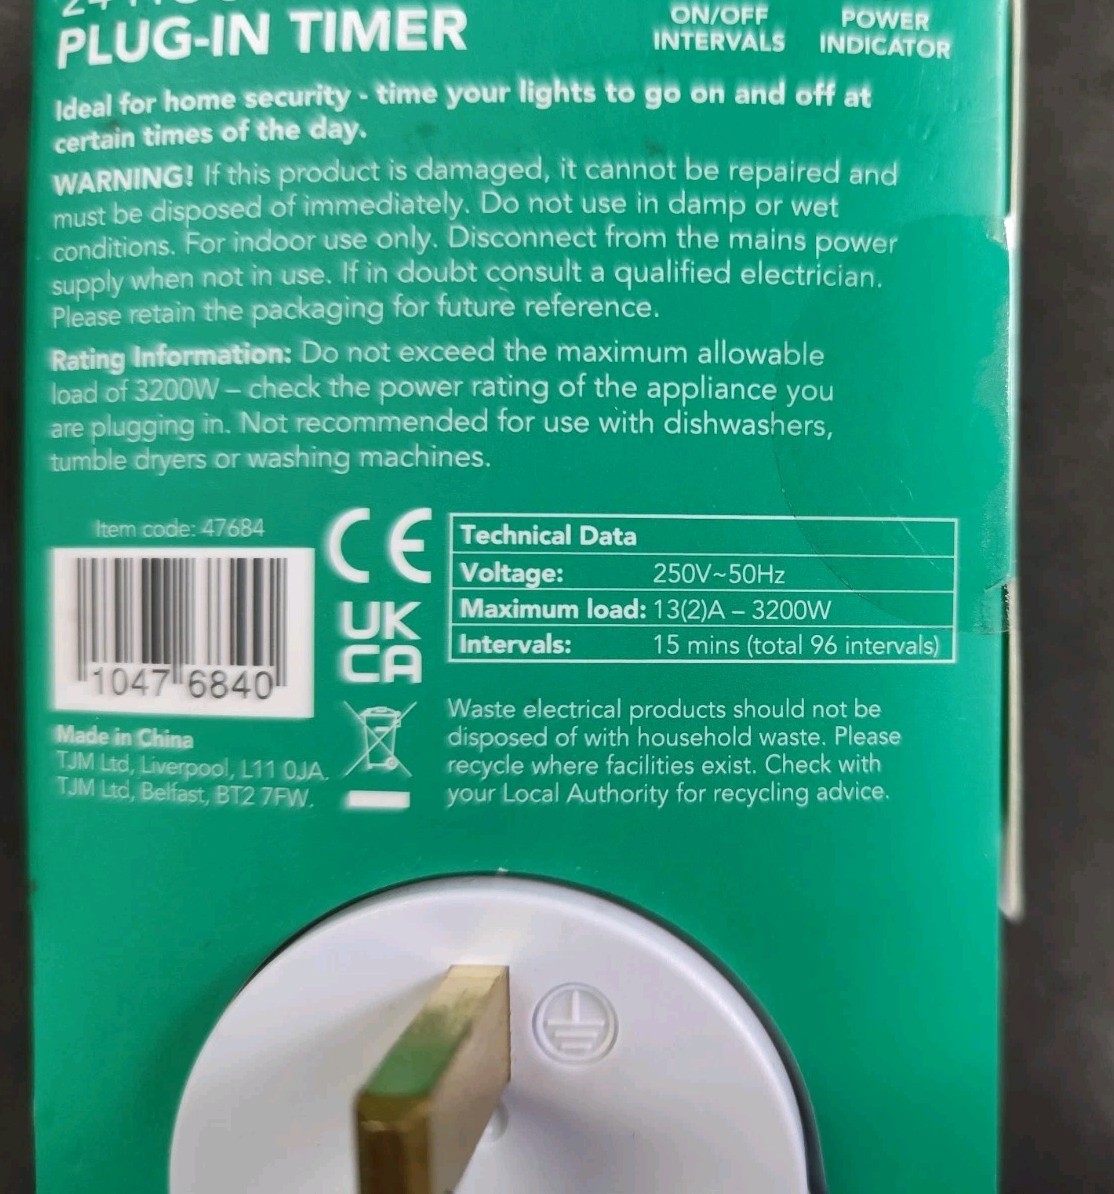 PLUG-IN TIMER
ON/OFF
INTERVALS
POWER
INDICATOR
Ideal for home security - time your lights to go on and off at
certain times of the day.
WARNING! If this product is damaged, it cannot be repaired and
must be disposed of immediately. Do not use in damp or wet
conditions. For indoor use only. Disconnect from the mains power
supply when not in use. If in doubt consult a qualified electrician.
Please retain the packaging for future reference.
Rating Information: Do not exceed the maximum allowable
load of 3200W – check the power rating of the appliance you
are plugging in. Not recommended for use with dishwashers,
tumble dryers or washing machines.
Item code: 47684
1047 6840
CE
UK
CA
Technical Data
Voltage: 250V~50Hz
Maximum load: 13(2)A – 3200W
Intervals: 15 mins (total 96 intervals)
Made in China
TJM Ltd, Liverpool, L11 0JA.
TJM Ltd, Belfast, BT2 7FW.
Waste electrical products should not be
disposed of with household waste. Please
recycle where facilities exist. Check with
your Local Authority for recycling advice.